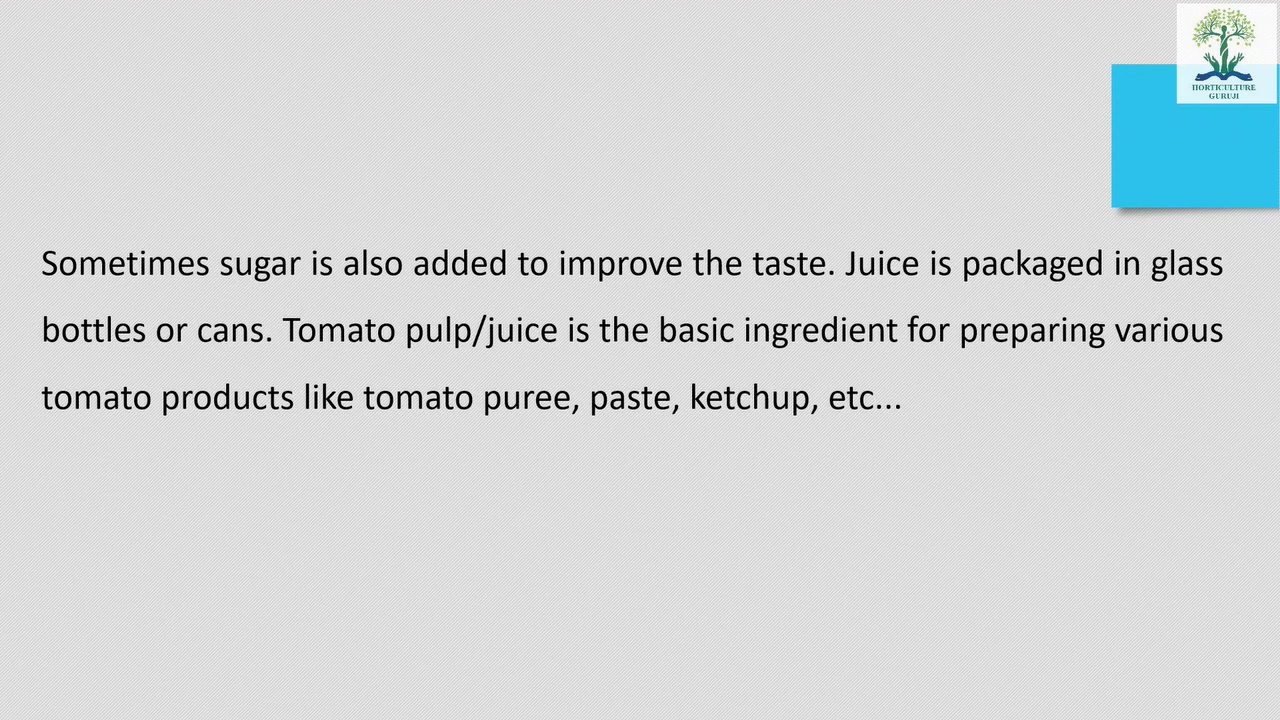 HORTICULTURE
GURUJI
Sometimes sugar is also added to improve the taste. Juice is packaged in glass
bottles or cans. Tomato pulp/juice is the basic ingredient for preparing various
tomato products like tomato puree, paste, ketchup, etc...